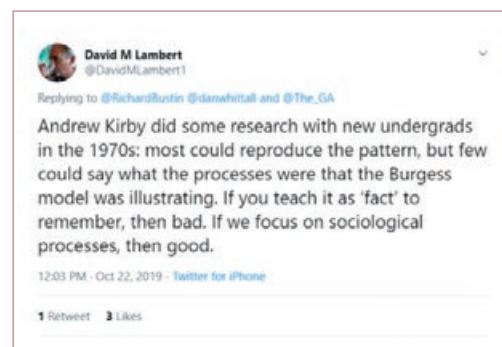 David M Lambert
@DavidMLambert1
Replying to @RichardBustin @danwhittall and @The_GA
Andrew Kirby did some research with new undergrads
in the 1970s: most could reproduce the pattern, but few
could say what the processes were that the Burgess
model was illustrating. If you teach it as ‘fact’ to
remember, then bad. If we focus on sociological
processes, then good.
12:03 PM · Oct 22, 2019 · Twitter for iPhone
1 Retweet 3 Likes